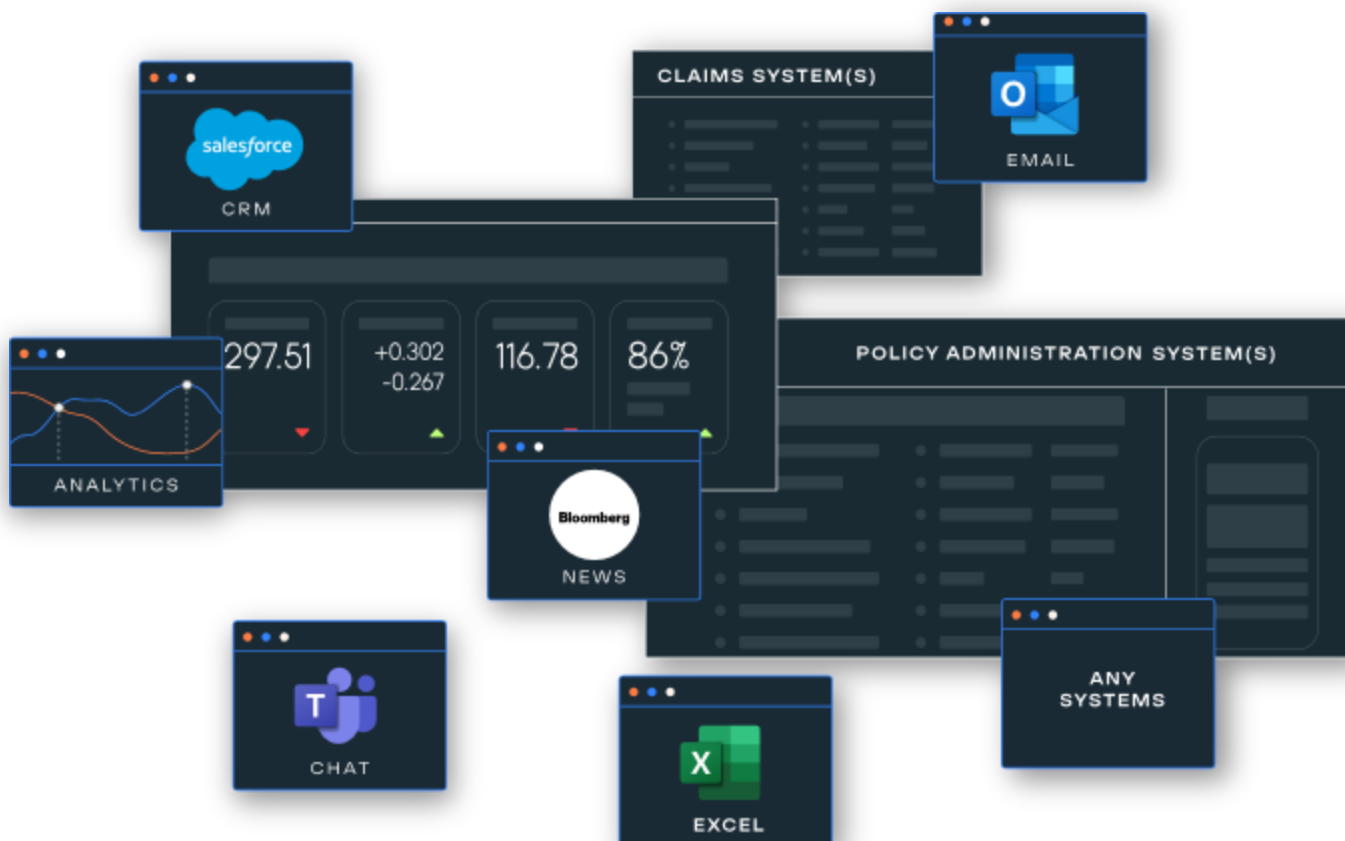 CLAIMS SYSTEM(S)
O
EMAIL
salesforce
CRM
297.51
+0.302
-0.267
116.78
86%
POLICY ADMINISTRATION SYSTEM(S)
ANALYTICS
Bloomberg
NEWS
T
CHAT
X
EXCEL
ANY
SYSTEMS